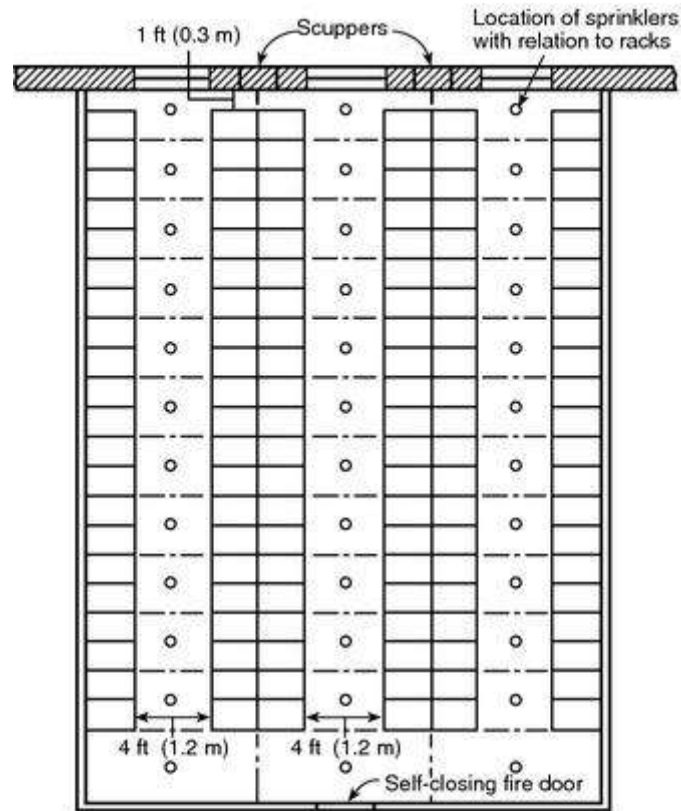 1 ft (0.3 m)
Scuppers
Location of sprinklers
with relation to racks
4 ft (1.2 m)
4 ft (1.2 m)
Self-closing fire door